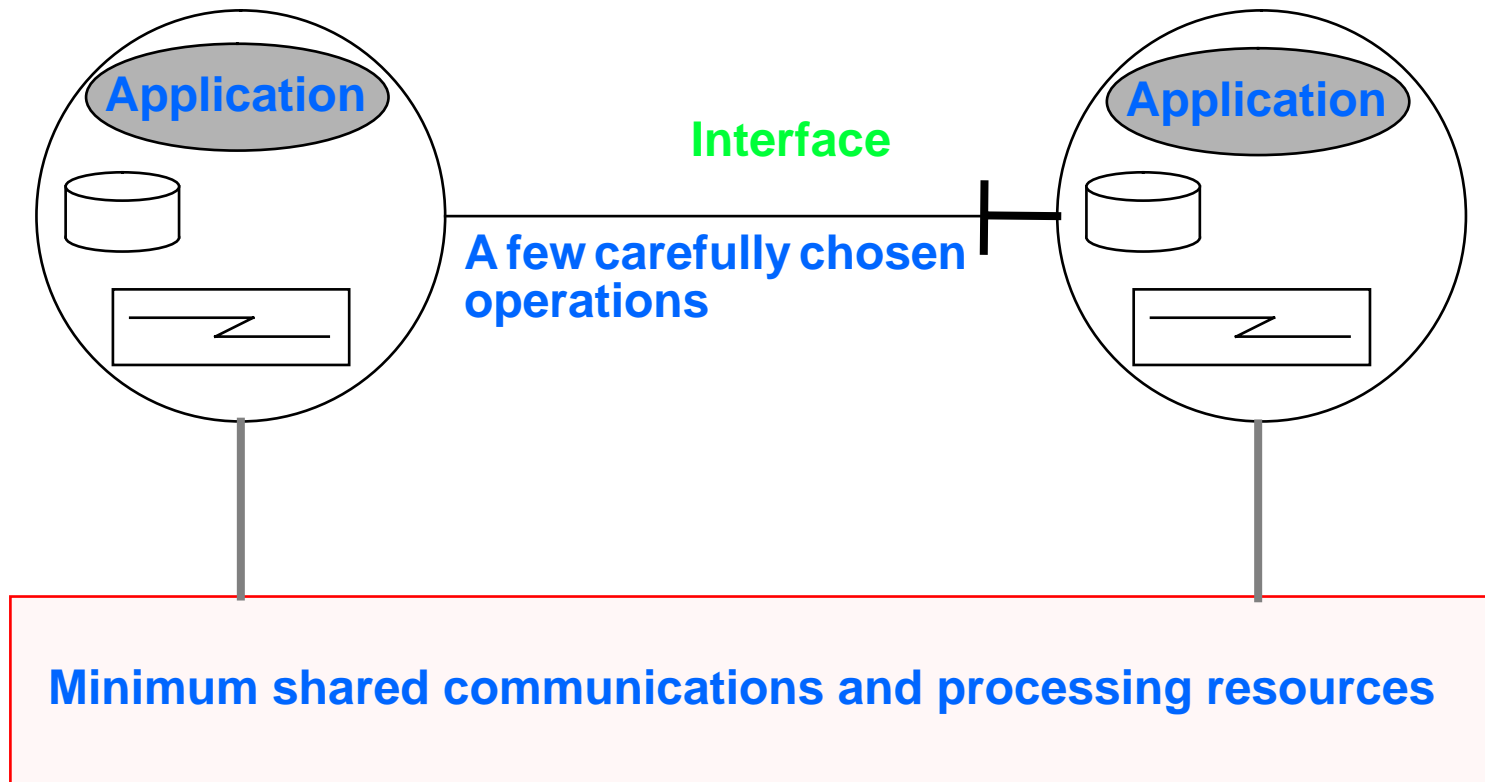 Application
Application
Interface
A few carefully chosen
operations
Minimum shared communications and processing resources